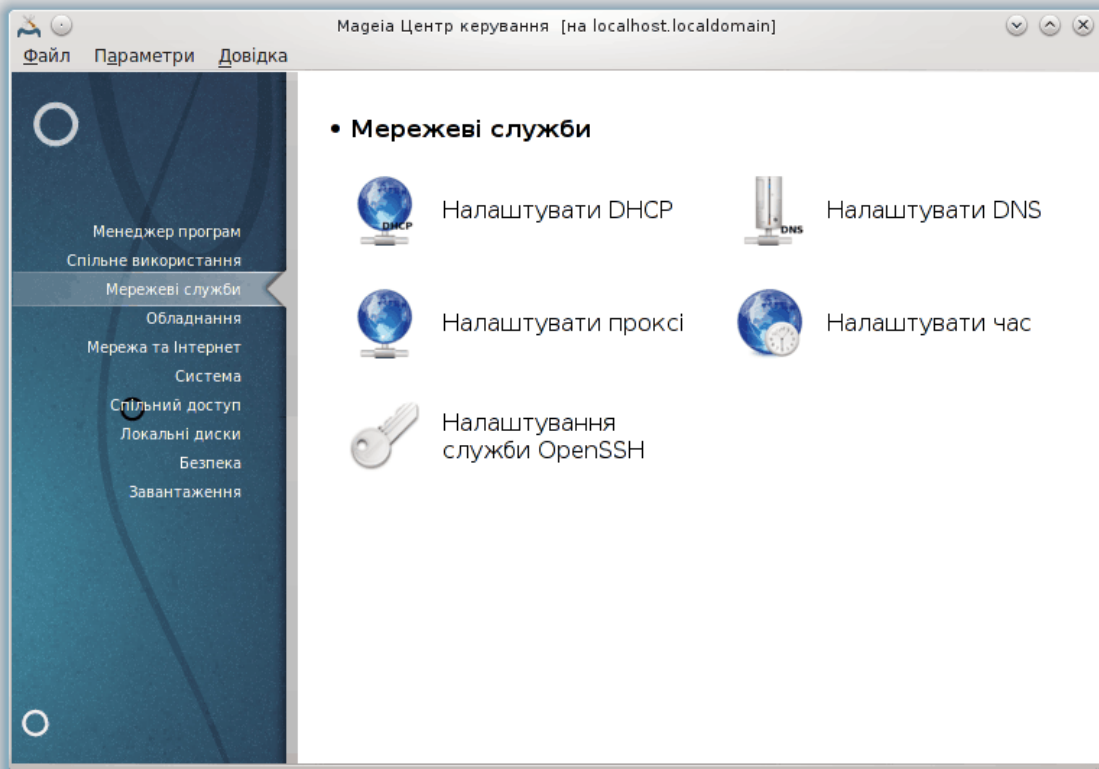 Mageia Центр керування [на localhost.localdomain]
Файл Параметри Довідка
Менеджер програм
Спільне використання
Мережеві служби
Обладнання
Мережа та Інтернет
Система
Спільний доступ
Локальні диски
Безпека
Завантаження
• Мережеві служби
Налаштувати DHCP
DHCP
Налаштувати DNS
DNS
Налаштувати проксі
Налаштувати час
Налаштування
служби OpenSSH